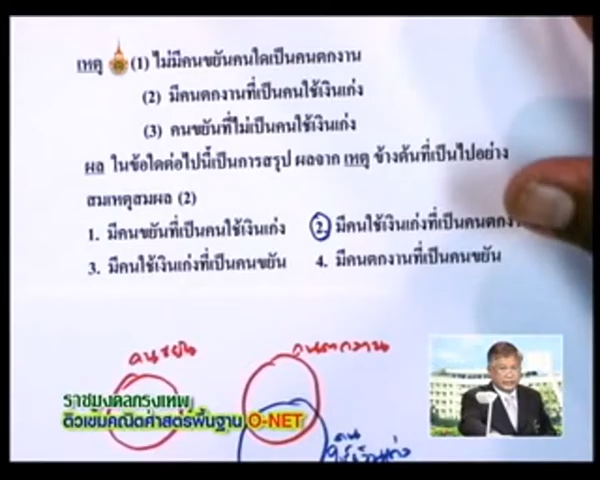 เหตุ (1) ไม่มีคนขยันคนใดเป็นคนตกงาน
(2) มีคนตกงานที่เป็นคนใช้เงินเก่ง
(3) คนขยันที่ไม่เป็นคนใช้เงินเก่ง
ผล ในข้อใดต่อไปนี้เป็นการสรุป ผลจาก เหตุ ข้างต้นที่เป็นไปอย่าง
สมเหตุสมผล (2)
1. มีคนขยันที่เป็นคนใช้เงินเก่ง 2. มีคนใช้เงินเก่งที่เป็นคนตกง
3. มีคนใช้เงินเก่งที่เป็นคนขยัน 4. มีคนตกงานที่เป็นคนขยัน
คนขยัน คนตกงาน
ราชมงคลกรุงเทพ
ติวเข้มคณิตศาสตร์พื้นฐาน O-NET
คน
ใช้เงินเก่ง